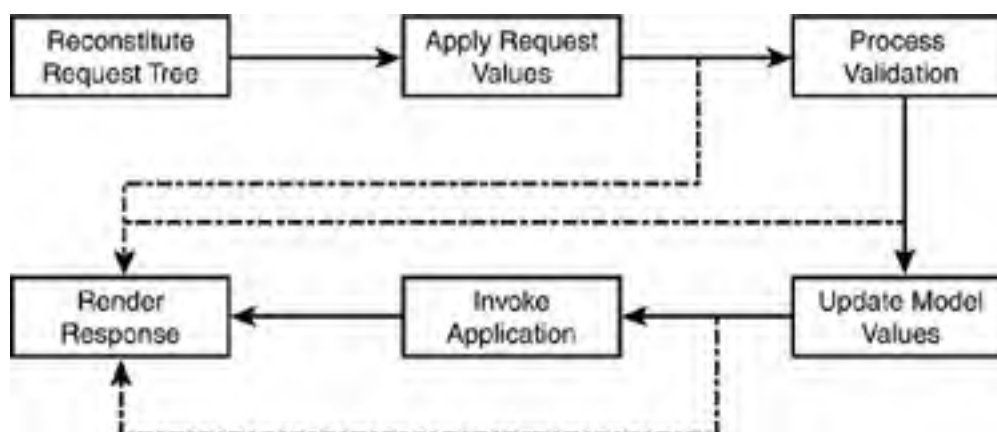 Reconstitute
Request Tree
Apply Request
Values
Process
Validation
Render
Response
Invoke
Application
Update Model
Values